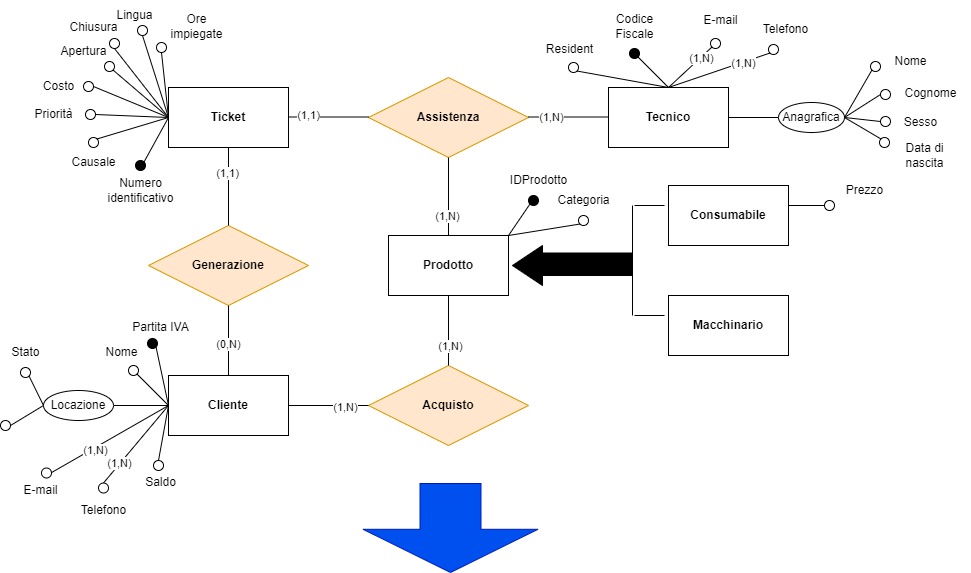 Lingua
Ore
impiegate
Chiusura
Apertura
Costo
Priorità
Causale
Numero
identificativo
Ticket
(1,1)
Assistenza
(1,N)
Resident
Codice
Fiscale
E-mail
(1,N)
Telefono
(1,N)
Tecnico
Anagrafica
Nome
Cognome
Sesso
Data di
nascita
(1,1)
(1,N)
IDProdotto
Categoria
Prodotto
Consumabile
Prezzo
Macchinario
Generazione
(0,N)
(1,N)
Partita IVA
Nome
Stato
Locazione
Cliente
(1,N)
Acquisto
(1,N)
(1,N)
E-mail
Telefono
Saldo